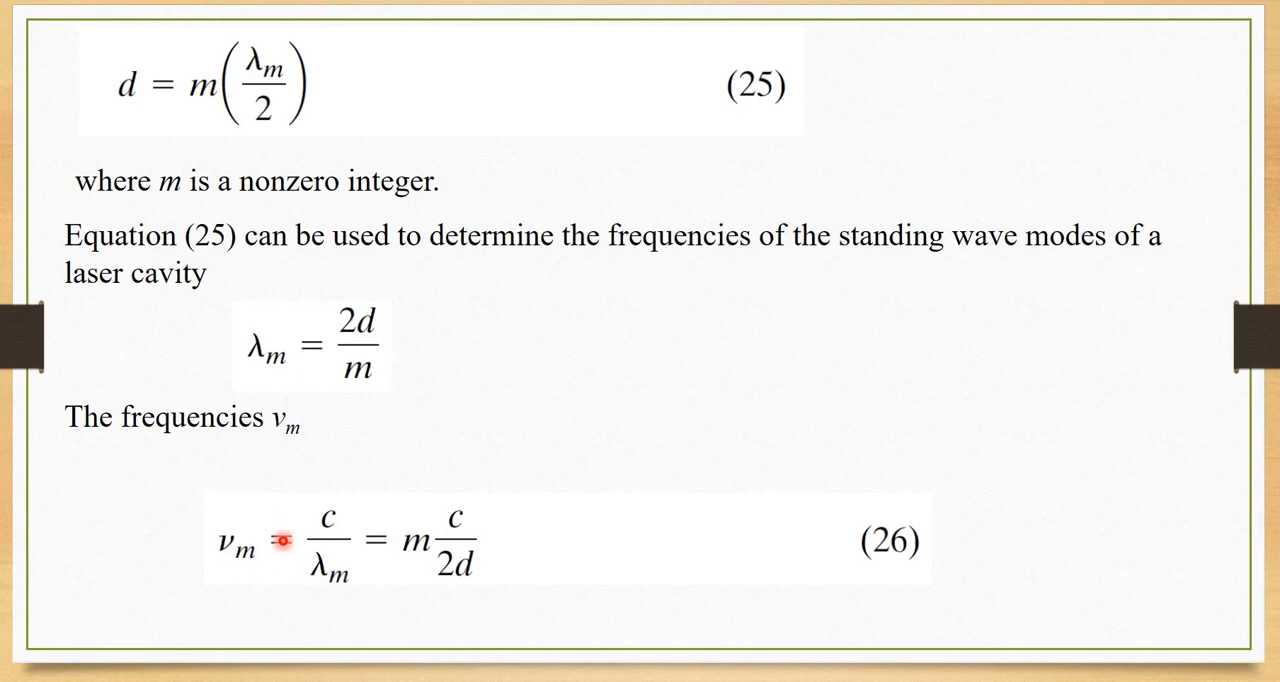 d = m(λₘ/2) (25)
where m is a nonzero integer.
Equation (25) can be used to determine the frequencies of the standing wave modes of a
laser cavity
λₘ = 2d/m
The frequencies νₘ
νₘ = c/λₘ = m c/2d (26)